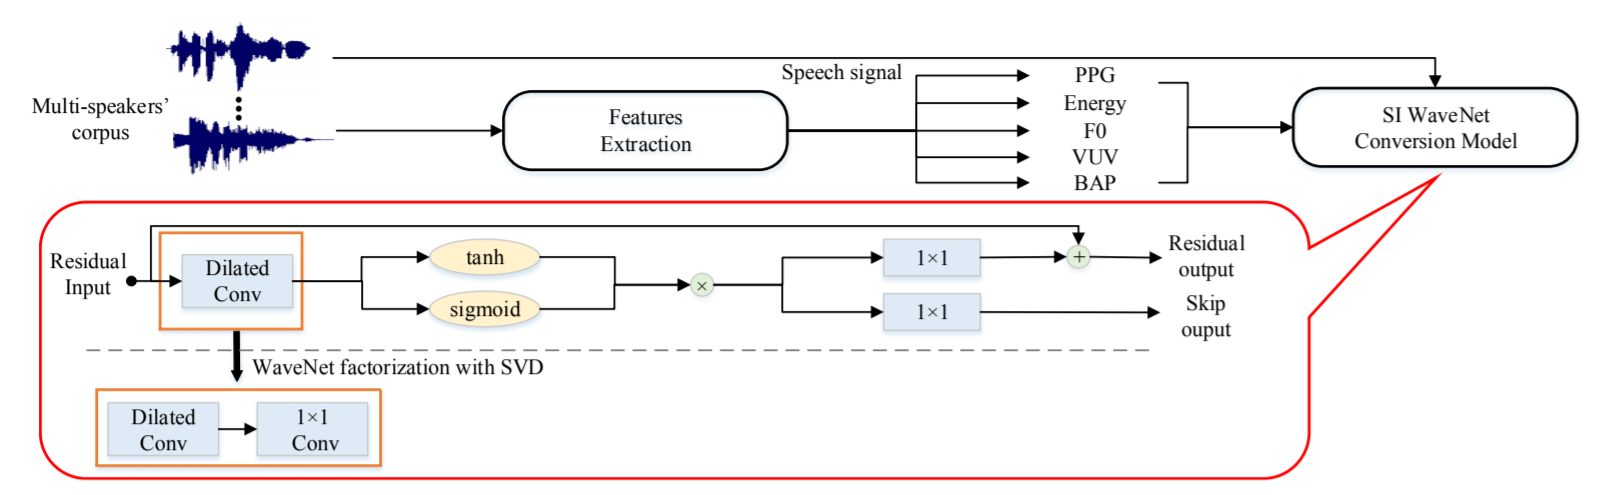 Multi-speakers’
corpus
Features
Extraction
Speech signal
PPG
Energy
F0
VUV
BAP
SI WaveNet
Conversion Model
Residual
Input
Dilated
Conv
tanh
sigmoid
×
1×1
1×1
+
Residual
output
Skip
ouput
WaveNet factorization with SVD
Dilated
Conv
1×1
Conv